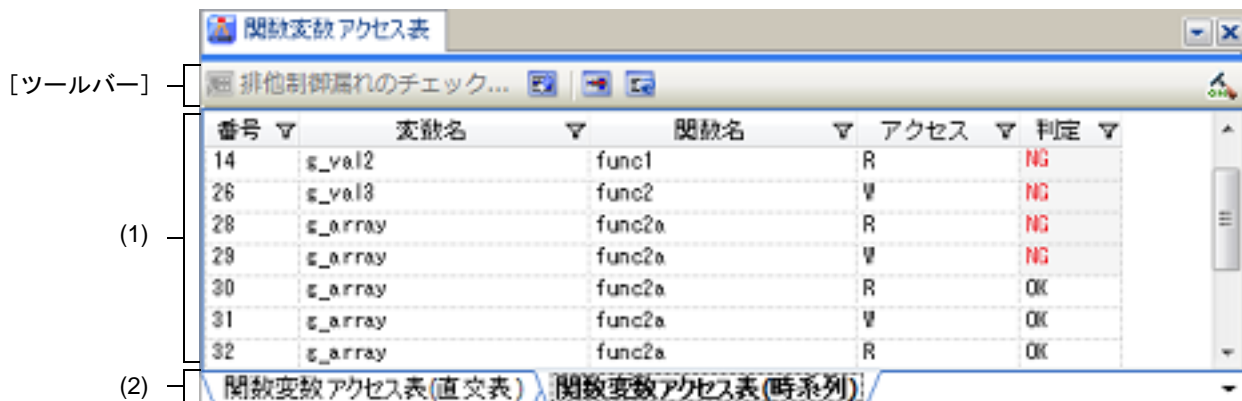 関数変数アクセス表
[ツールバー]
排他制御漏れのチェック...
(1)
番号 変数名 関数名 アクセス 判定
14 g_val2 func1 R NG
26 g_val3 func2 W NG
28 g_array func2a R NG
29 g_array func2a W NG
30 g_array func2a R OK
31 g_array func2a W OK
32 g_array func2a R OK
(2)
関数変数アクセス表(直交表) 関数変数アクセス表(時系列)